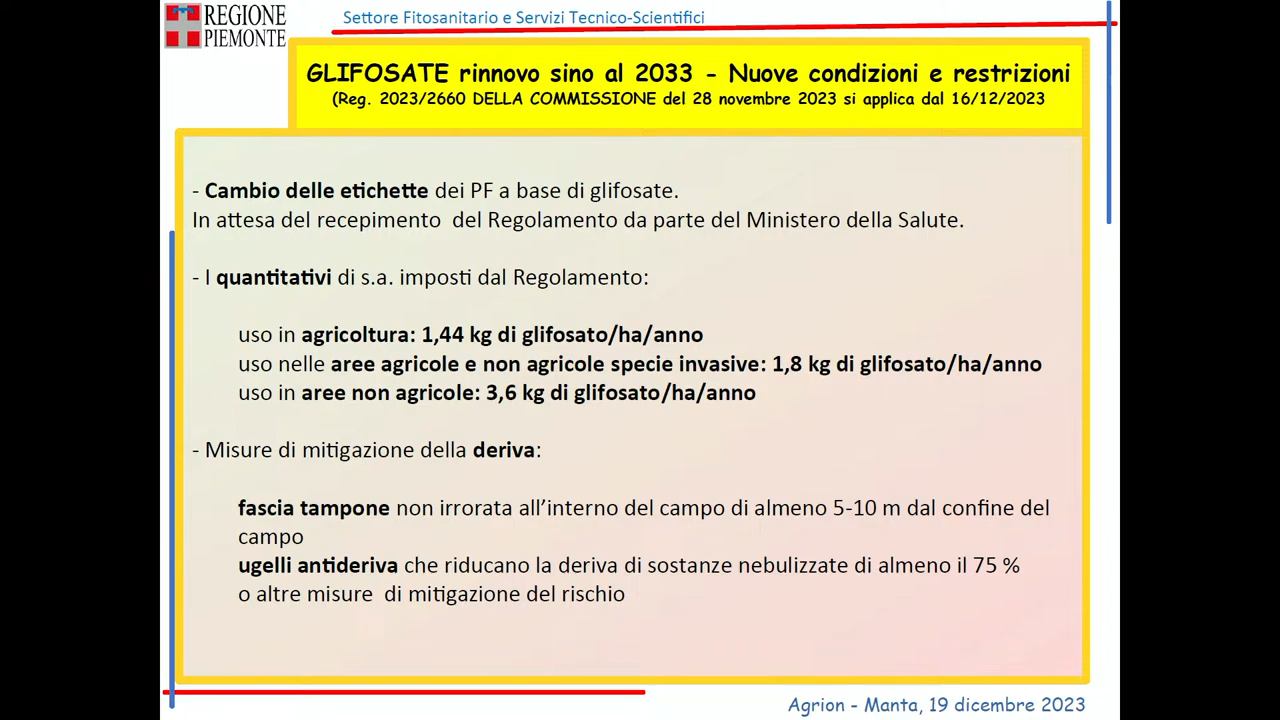 REGIONE
PIEMONTE
Settore Fitosanitario e Servizi Tecnico-Scientifici
GLIFOSATE rinnovo sino al 2033 - Nuove condizioni e restrizioni
(Reg. 2023/2660 DELLA COMMISSIONE del 28 novembre 2023 si applica dal 16/12/2023
- Cambio delle etichette dei PF a base di glifosate.
In attesa del recepimento del Regolamento da parte del Ministero della Salute.
- I quantitativi di s.a. imposti dal Regolamento:
uso in agricoltura: 1,44 kg di glifosato/ha/anno
uso nelle aree agricole e non agricole specie invasive: 1,8 kg di glifosato/ha/anno
uso in aree non agricole: 3,6 kg di glifosato/ha/anno
- Misure di mitigazione della deriva:
fascia tampone non irrorata all’interno del campo di almeno 5-10 m dal confine del
campo
ugelli antideriva che riducano la deriva di sostanze nebulizzate di almeno il 75 %
o altre misure di mitigazione del rischio
Agrion - Manta, 19 dicembre 2023